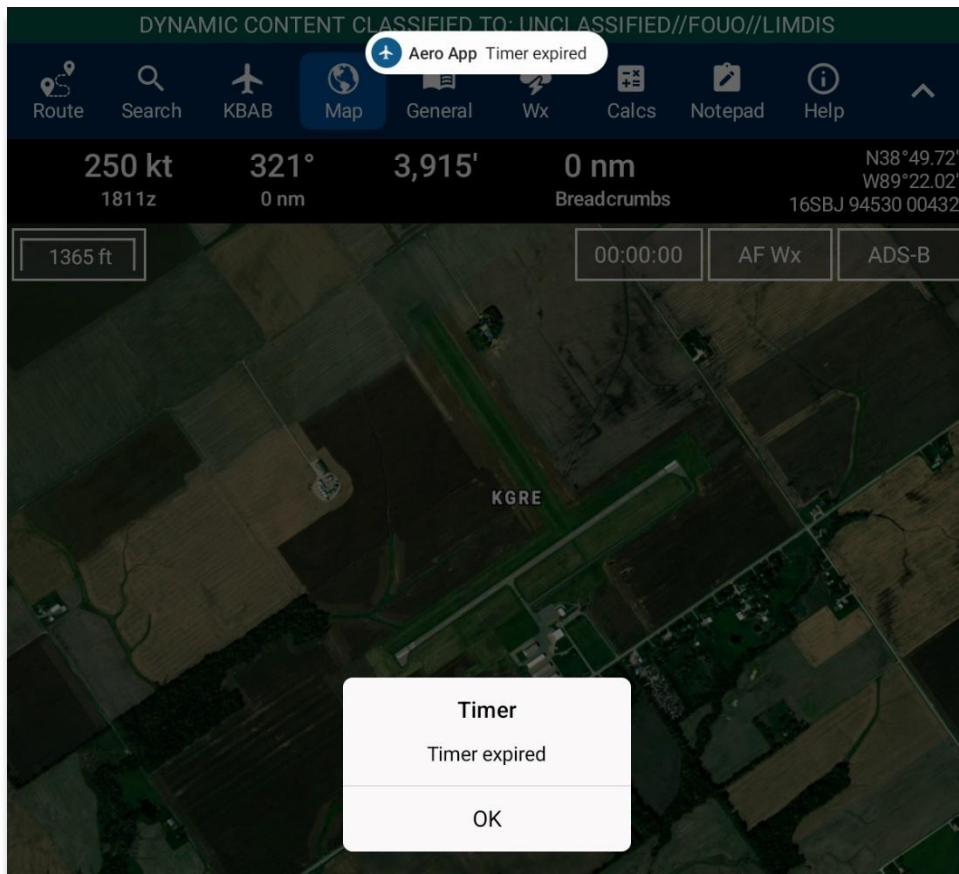 DYNAMIC CONTENT CLASSIFIED TO: UNCLASSIFIED//FOUO//LIMDIS
Aero App Timer expired
Route Search KBAB Map General Wx Calcs Notepad Help
250 kt 321° 3,915' 0 nm N38°49.72'
W89°22.02'
1811z 0 nm Breadcrumbs 16SBJ 94530 00432
1365 ft 00:00:00 AF Wx ADS-B
KGRE
Timer
Timer expired
OK